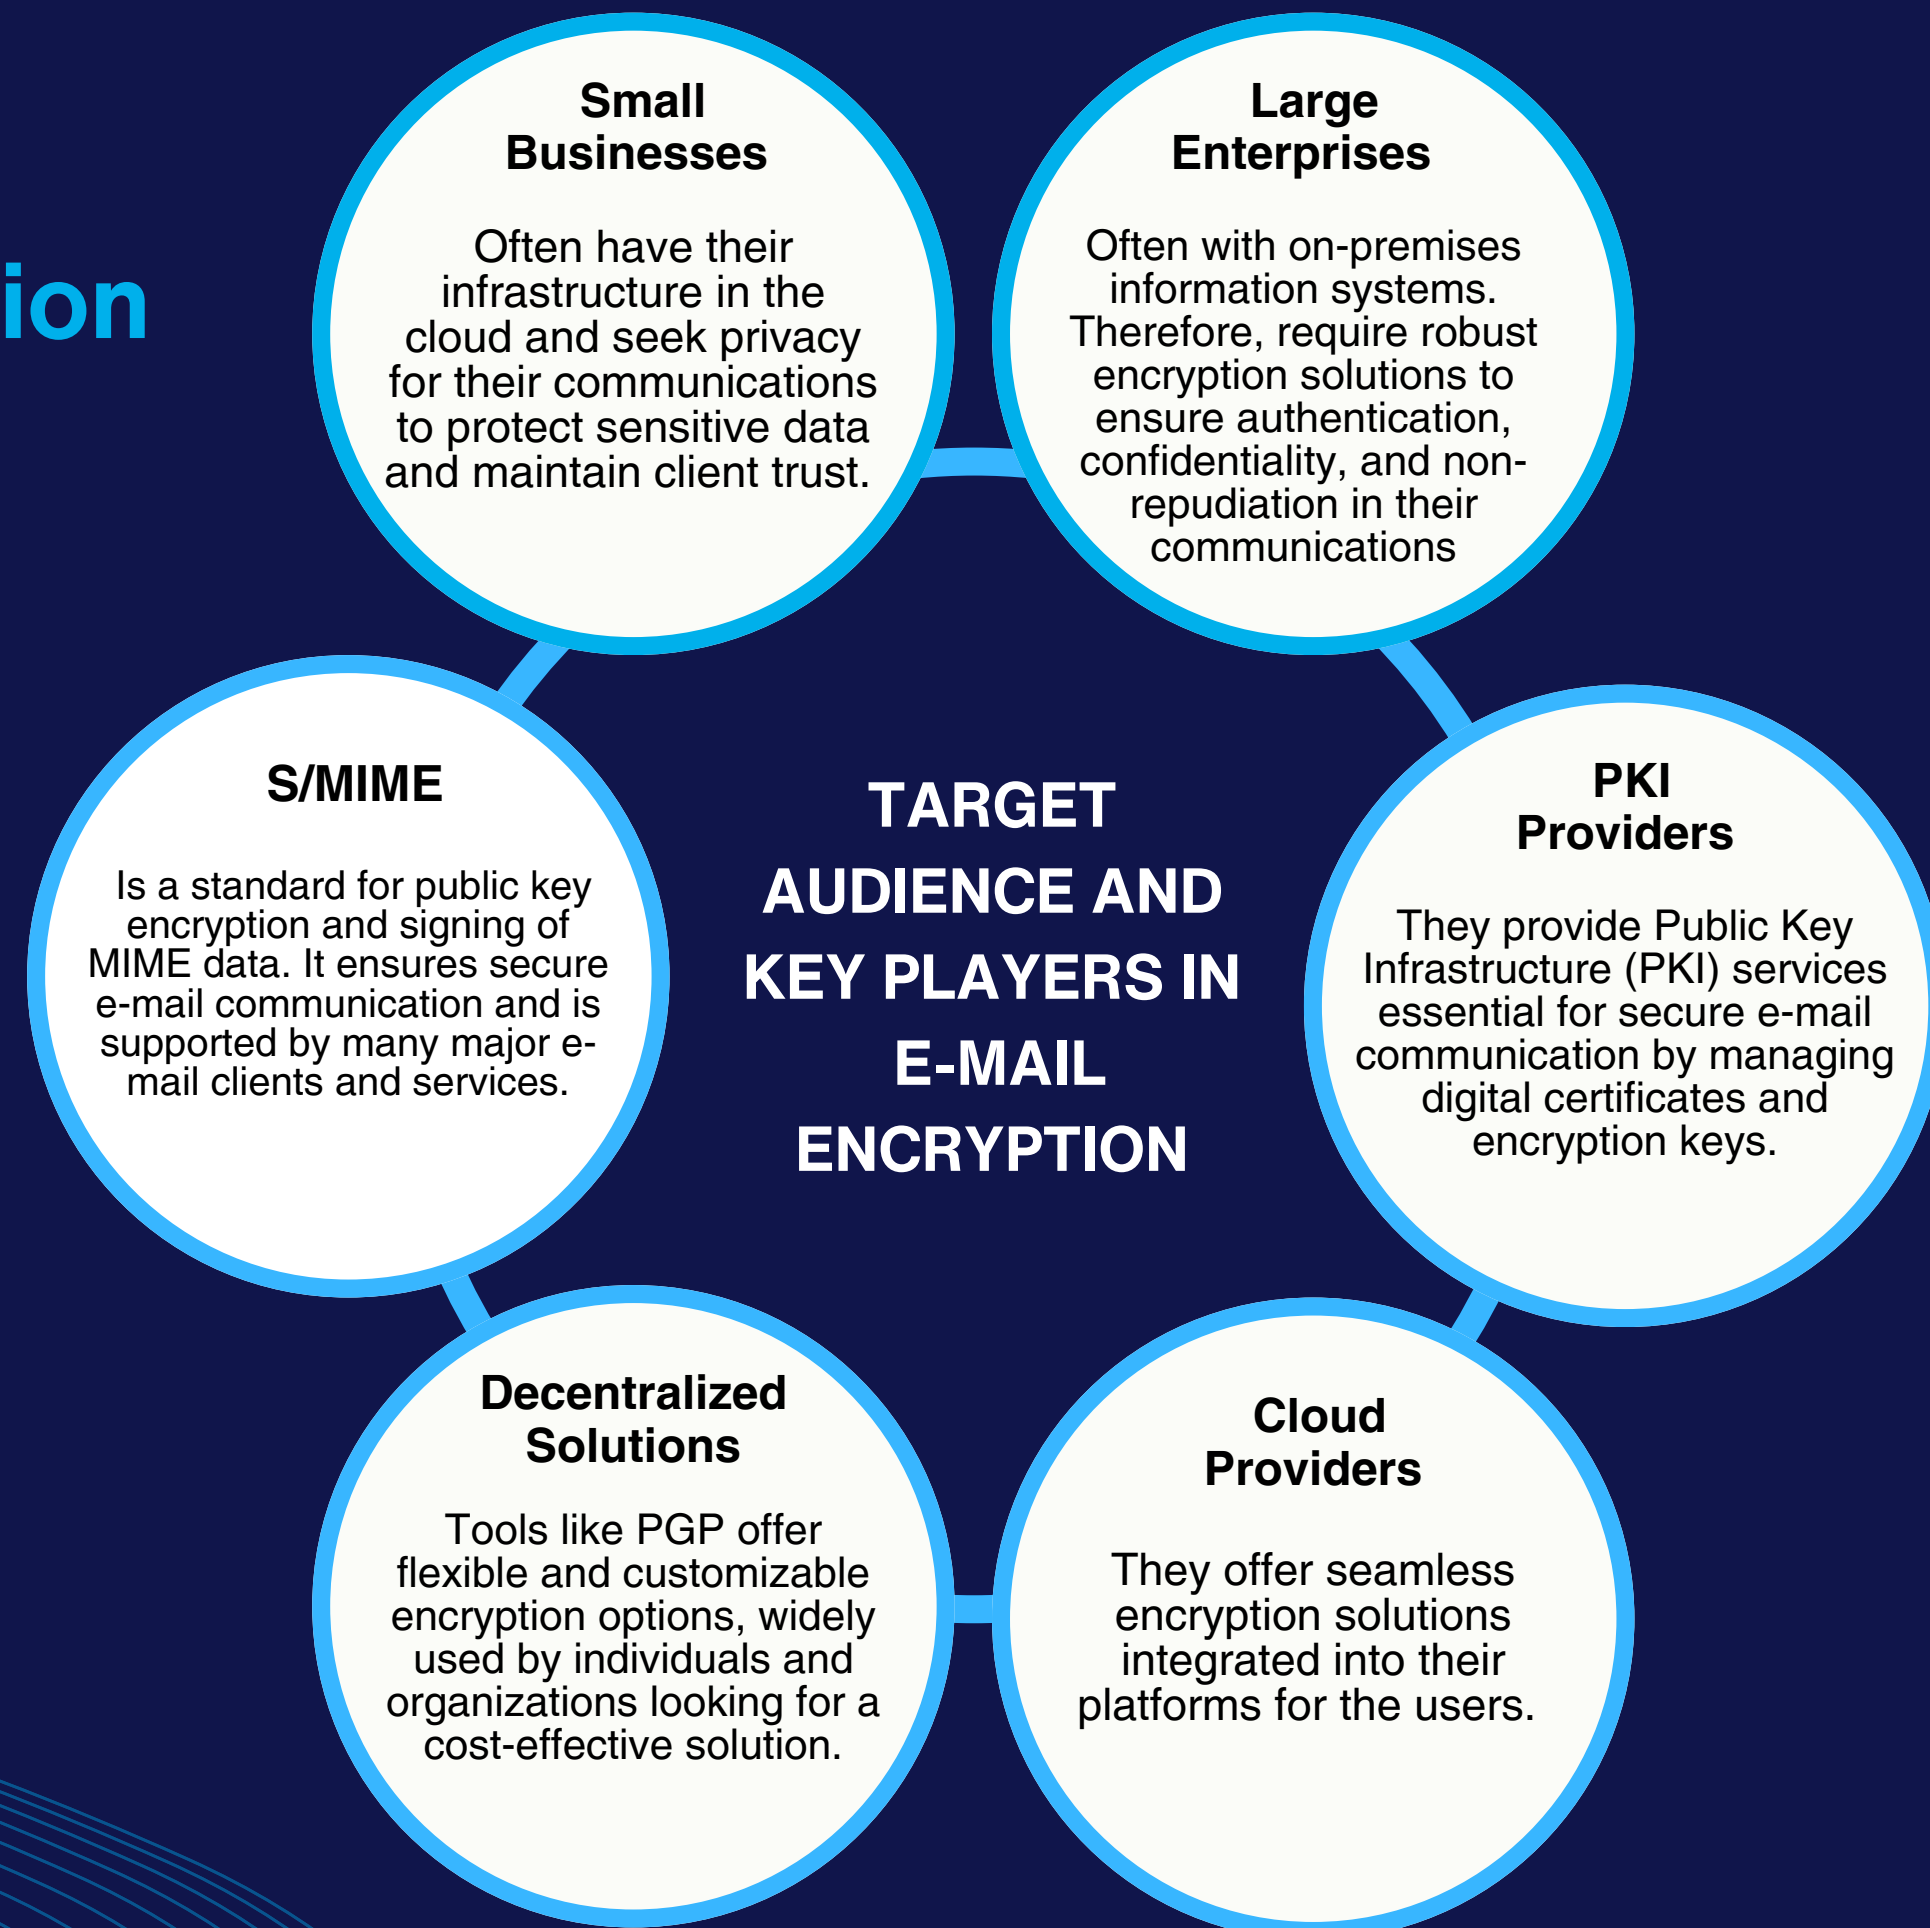 ion
Small
Businesses
Often have their
infrastructure in the
cloud and seek privacy
for their communications
to protect sensitive data
and maintain client trust.
Large
Enterprises
Often with on-premises
information systems.
Therefore, require robust
encryption solutions to
ensure authentication,
confidentiality, and non-
repudiation in their
communications
S/MIME
Is a standard for public key
encryption and signing of
MIME data. It ensures secure
e-mail communication and is
supported by many major e-
mail clients and services.
TARGET
AUDIENCE AND
KEY PLAYERS IN
E-MAIL
ENCRYPTION
PKI
Providers
They provide Public Key
Infrastructure (PKI) services
essential for secure e-mail
communication by managing
digital certificates and
encryption keys.
Decentralized
Solutions
Tools like PGP offer
flexible and customizable
encryption options, widely
used by individuals and
organizations looking for a
cost-effective solution.
Cloud
Providers
They offer seamless
encryption solutions
integrated into their
platforms for the users.